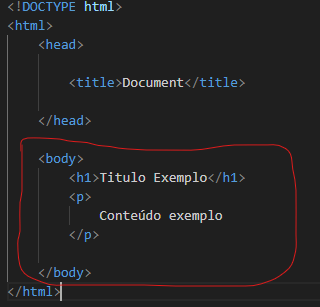 <!DOCTYPE html>
<html>
<head>
<title>Document</title>
</head>
<body>
<h1>Titulo Exemplo</h1>
<p>
Conteúdo exemplo
</p>
</body>
</html>